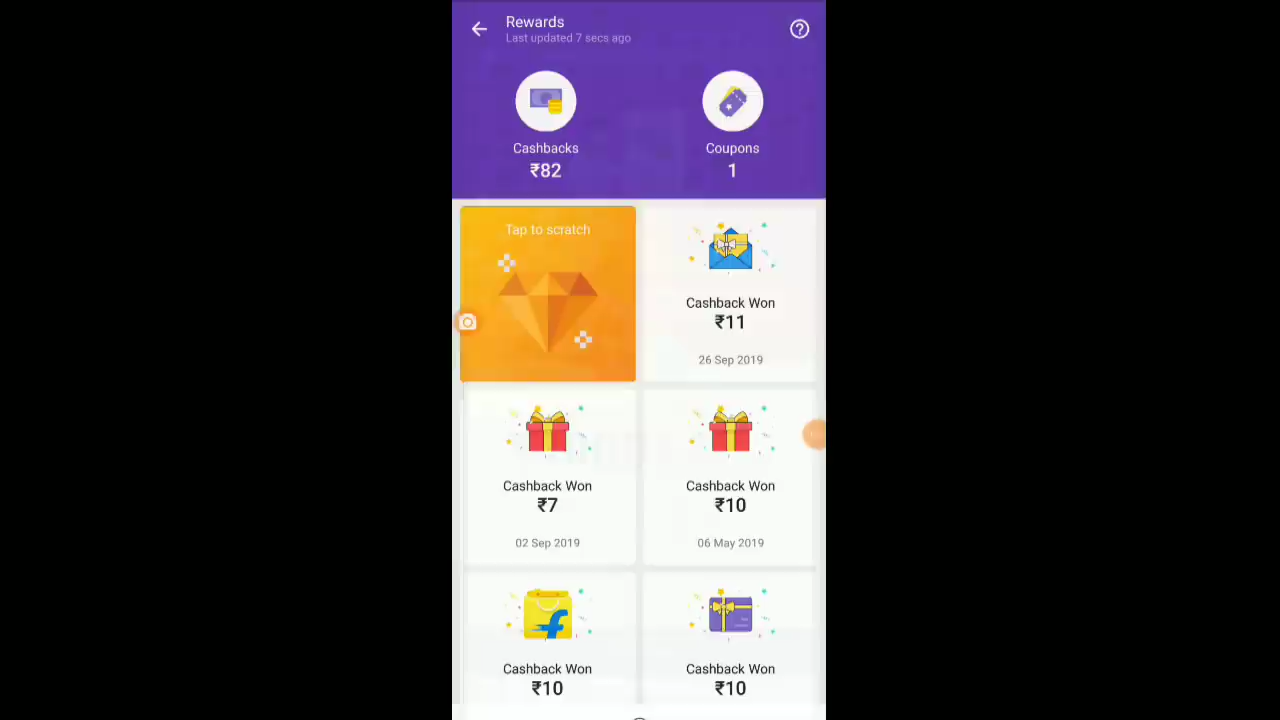 Rewards
Last updated 7 secs ago
Cashbacks
₹82
Coupons
1
Tap to scratch
Cashback Won
₹11
26 Sep 2019
Cashback Won
₹7
02 Sep 2019
Cashback Won
₹10
06 May 2019
Cashback Won
₹10
Cashback Won
₹10